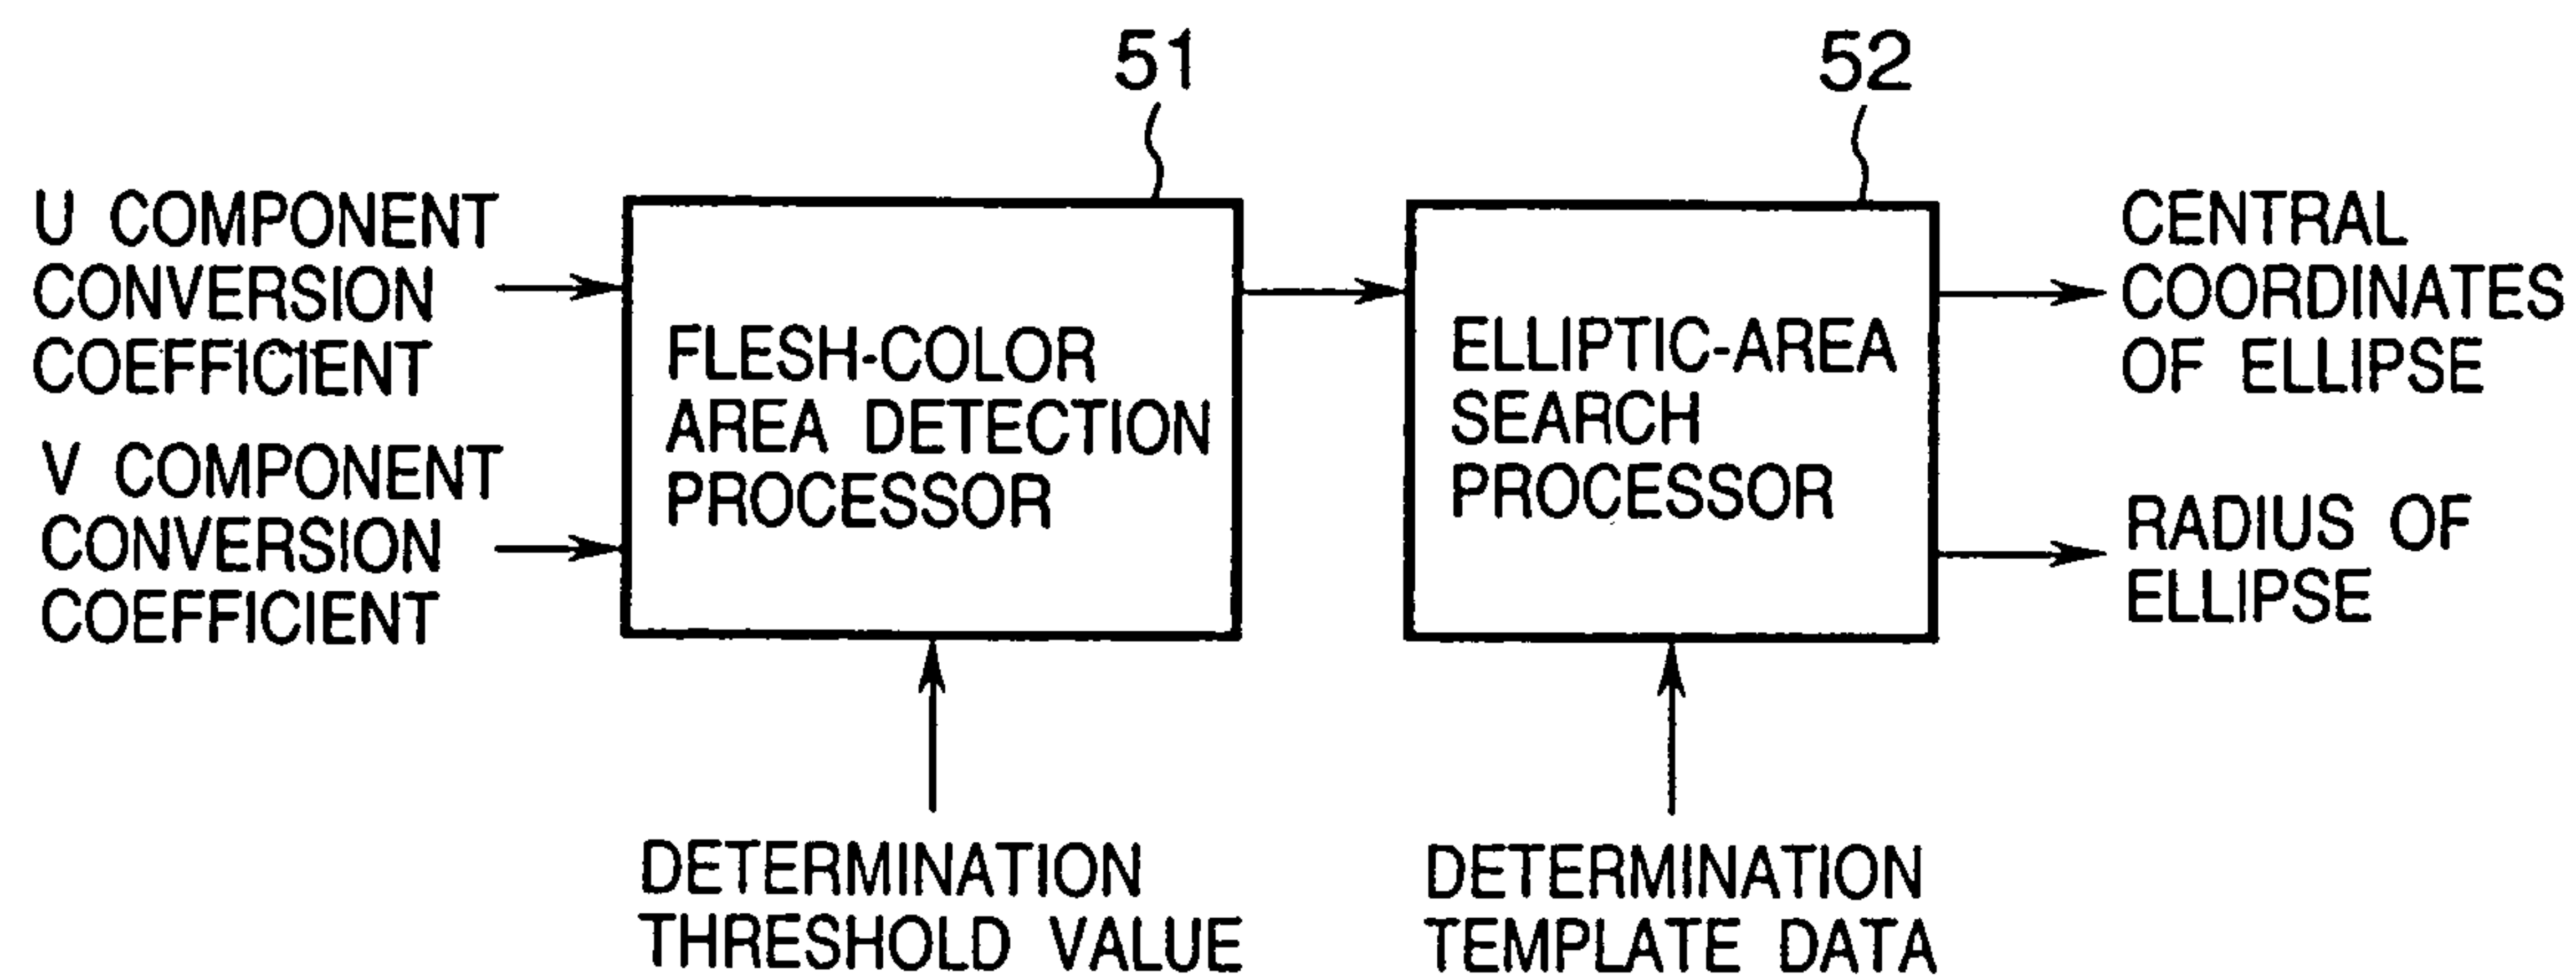 51
52
U COMPONENT
CONVERSION
COEFFICIENT
V COMPONENT
CONVERSION
COEFFICIENT
FLESH-COLOR
AREA DETECTION
PROCESSOR
ELLIPTIC-AREA
SEARCH
PROCESSOR
CENTRAL
COORDINATES
OF ELLIPSE
RADIUS OF
ELLIPSE
DETERMINATION
THRESHOLD VALUE
DETERMINATION
TEMPLATE DATA